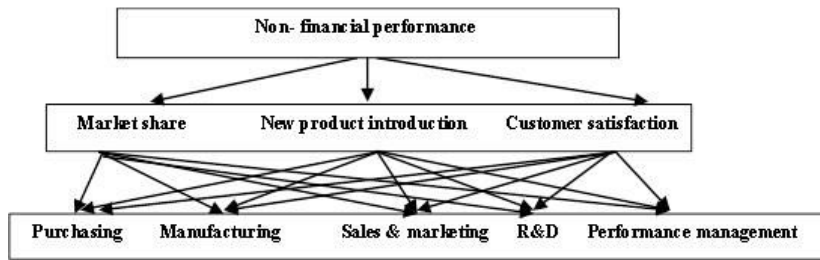 Non- financial performance
Market share New product introduction Customer satisfaction
Purchasing Manufacturing Sales & marketing R&D Performance management